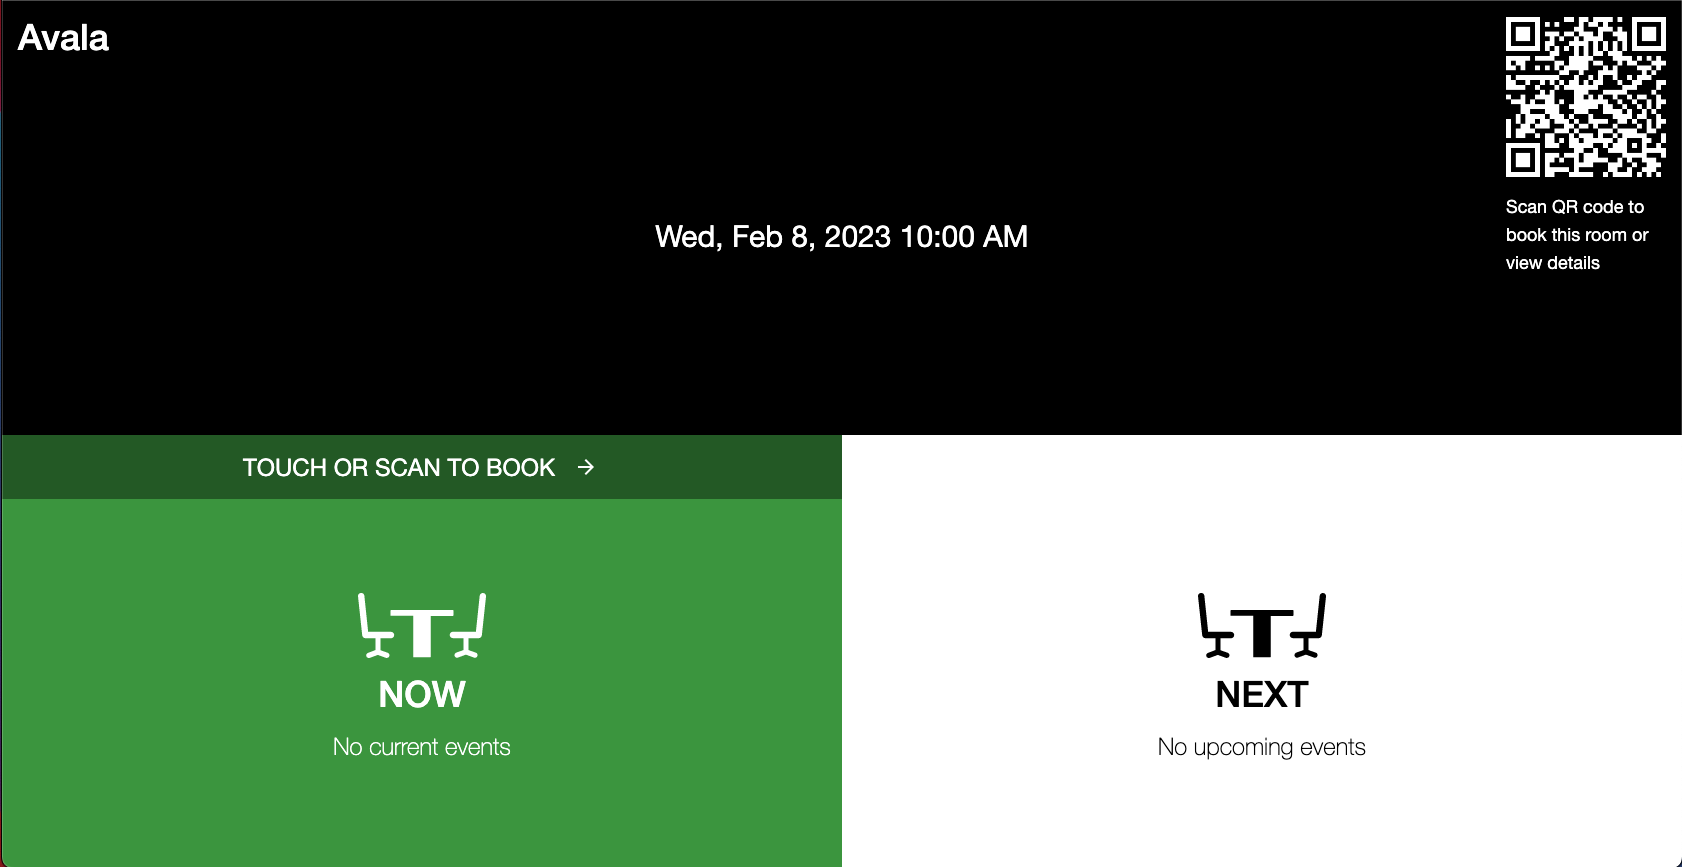 Avala
Scan QR code to
book this room or
view details
Wed, Feb 8, 2023 10:00 AM
TOUCH OR SCAN TO BOOK →
NOW
No current events
NEXT
No upcoming events